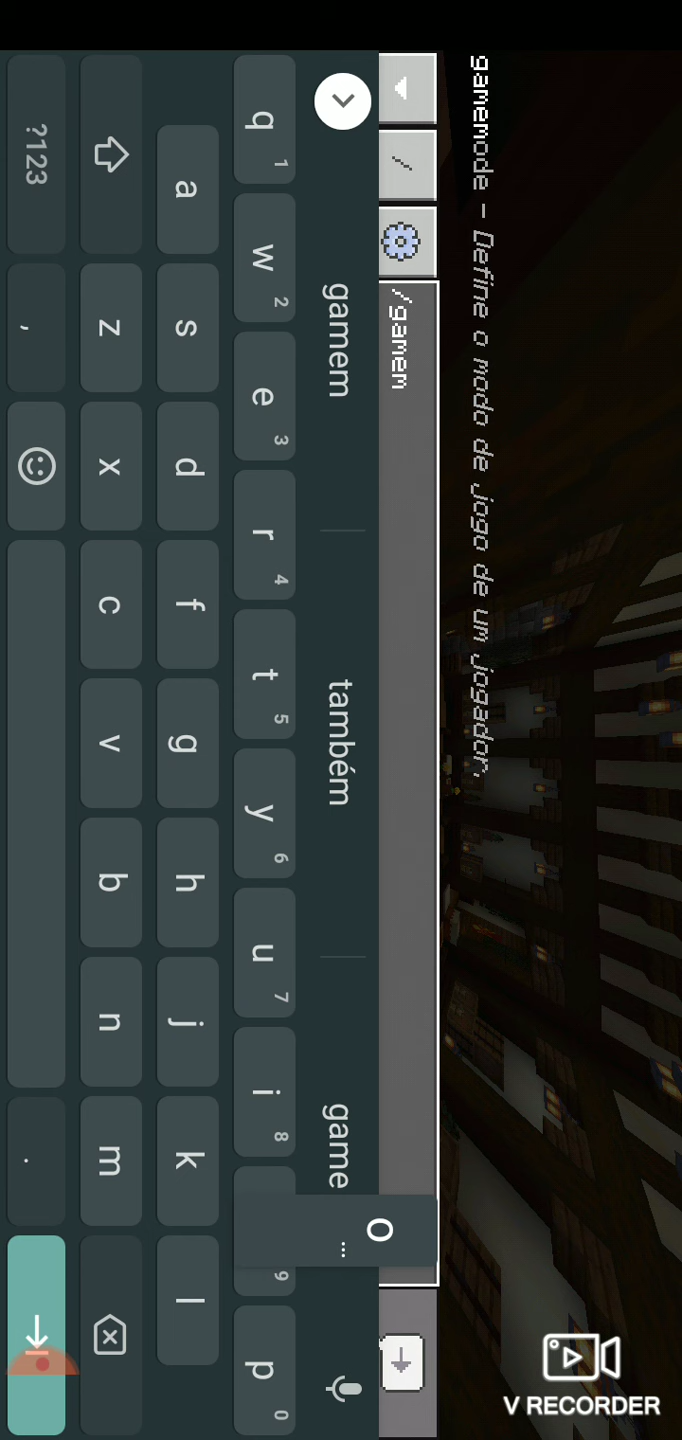 gamemode - Define o modo de jogo de um jogador.
/
/gamem
gamem
também
game
o
...
q 1
w 2
e 3
r 4
t 5
y 6
u 7
i 8
9
p 0
a
s
d
f
g
h
j
k
l
z
x
c
v
b
n
m
?123
,
.
V RECORDER